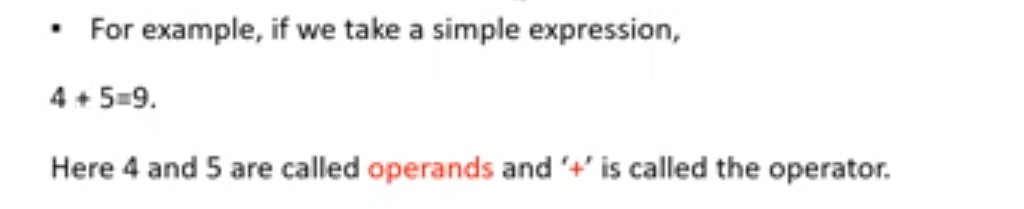 • For example, if we take a simple expression,
4 + 5=9.
Here 4 and 5 are called operands and ‘+’ is called the operator.